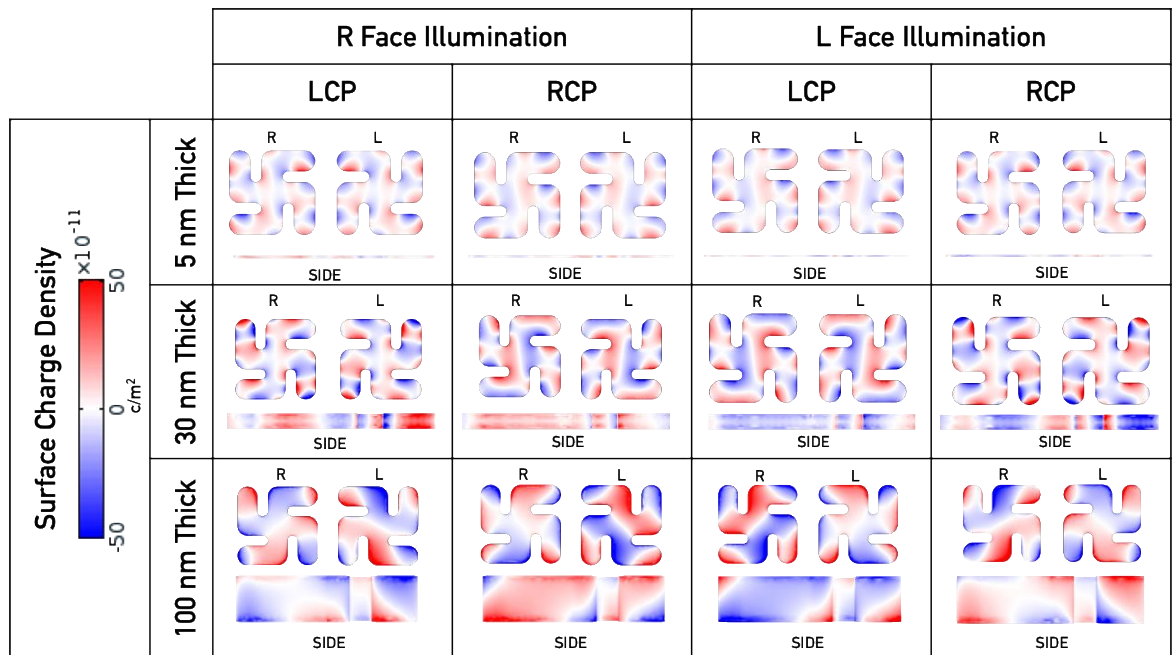 R Face Illumination
L Face Illumination
LCP
RCP
LCP
RCP
Surface Charge Density
×10⁻¹¹
50
0
-50
c/m²
5 nm Thick
R
L
SIDE
R
L
SIDE
R
L
SIDE
R
L
SIDE
30 nm Thick
R
L
SIDE
R
L
SIDE
R
L
SIDE
R
L
SIDE
100 nm Thick
R
L
SIDE
R
L
SIDE
R
L
SIDE
R
L
SIDE